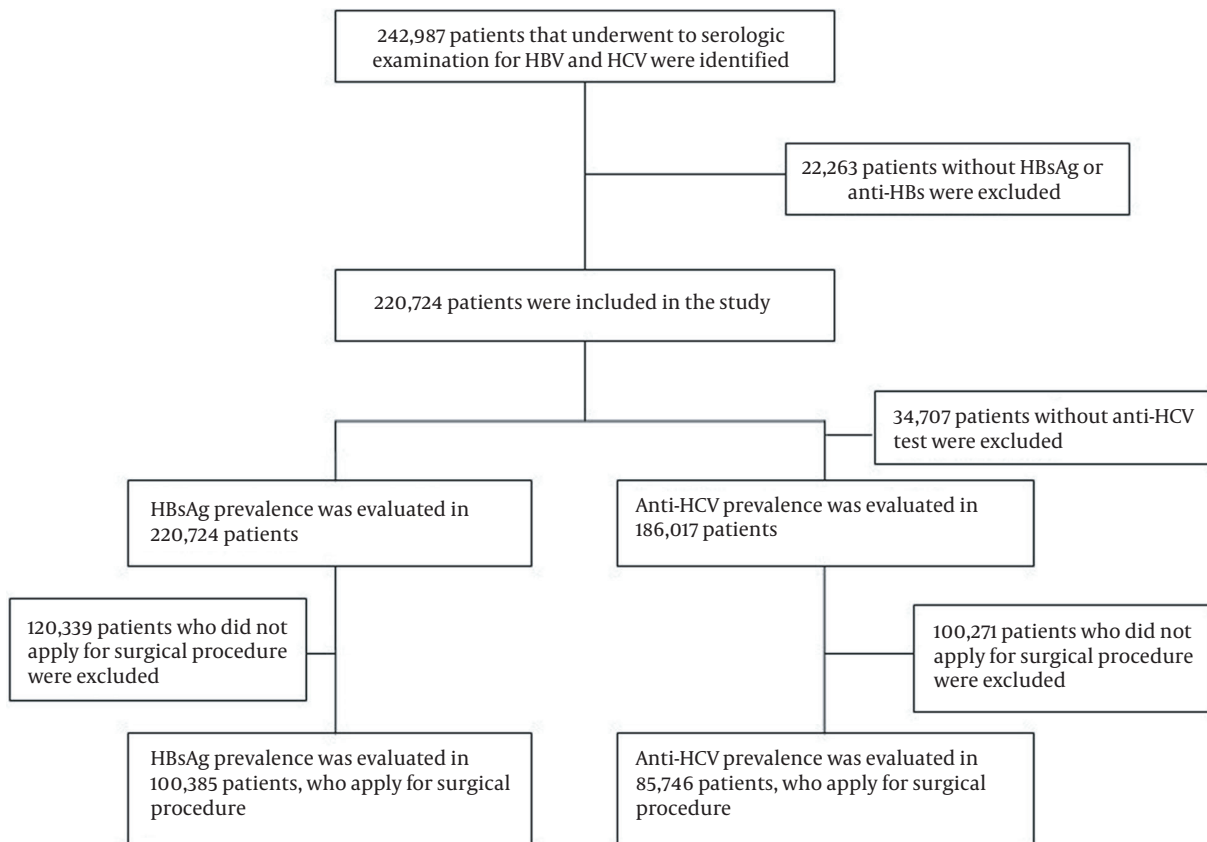 242,987 patients that underwent to serologic
examination for HBV and HCV were identified
22,263 patients without HBsAg or
anti-HBs were excluded
220,724 patients were included in the study
34,707 patients without anti-HCV
test were excluded
HBsAg prevalence was evaluated in
220,724 patients
Anti-HCV prevalence was evaluated in
186,017 patients
120,339 patients who did not
apply for surgical procedure
were excluded
100,271 patients who did not
apply for surgical procedure
were excluded
HBsAg prevalence was evaluated in
100,385 patients, who apply for surgical
procedure
Anti-HCV prevalence was evaluated in
85,746 patients, who apply for surgical
procedure